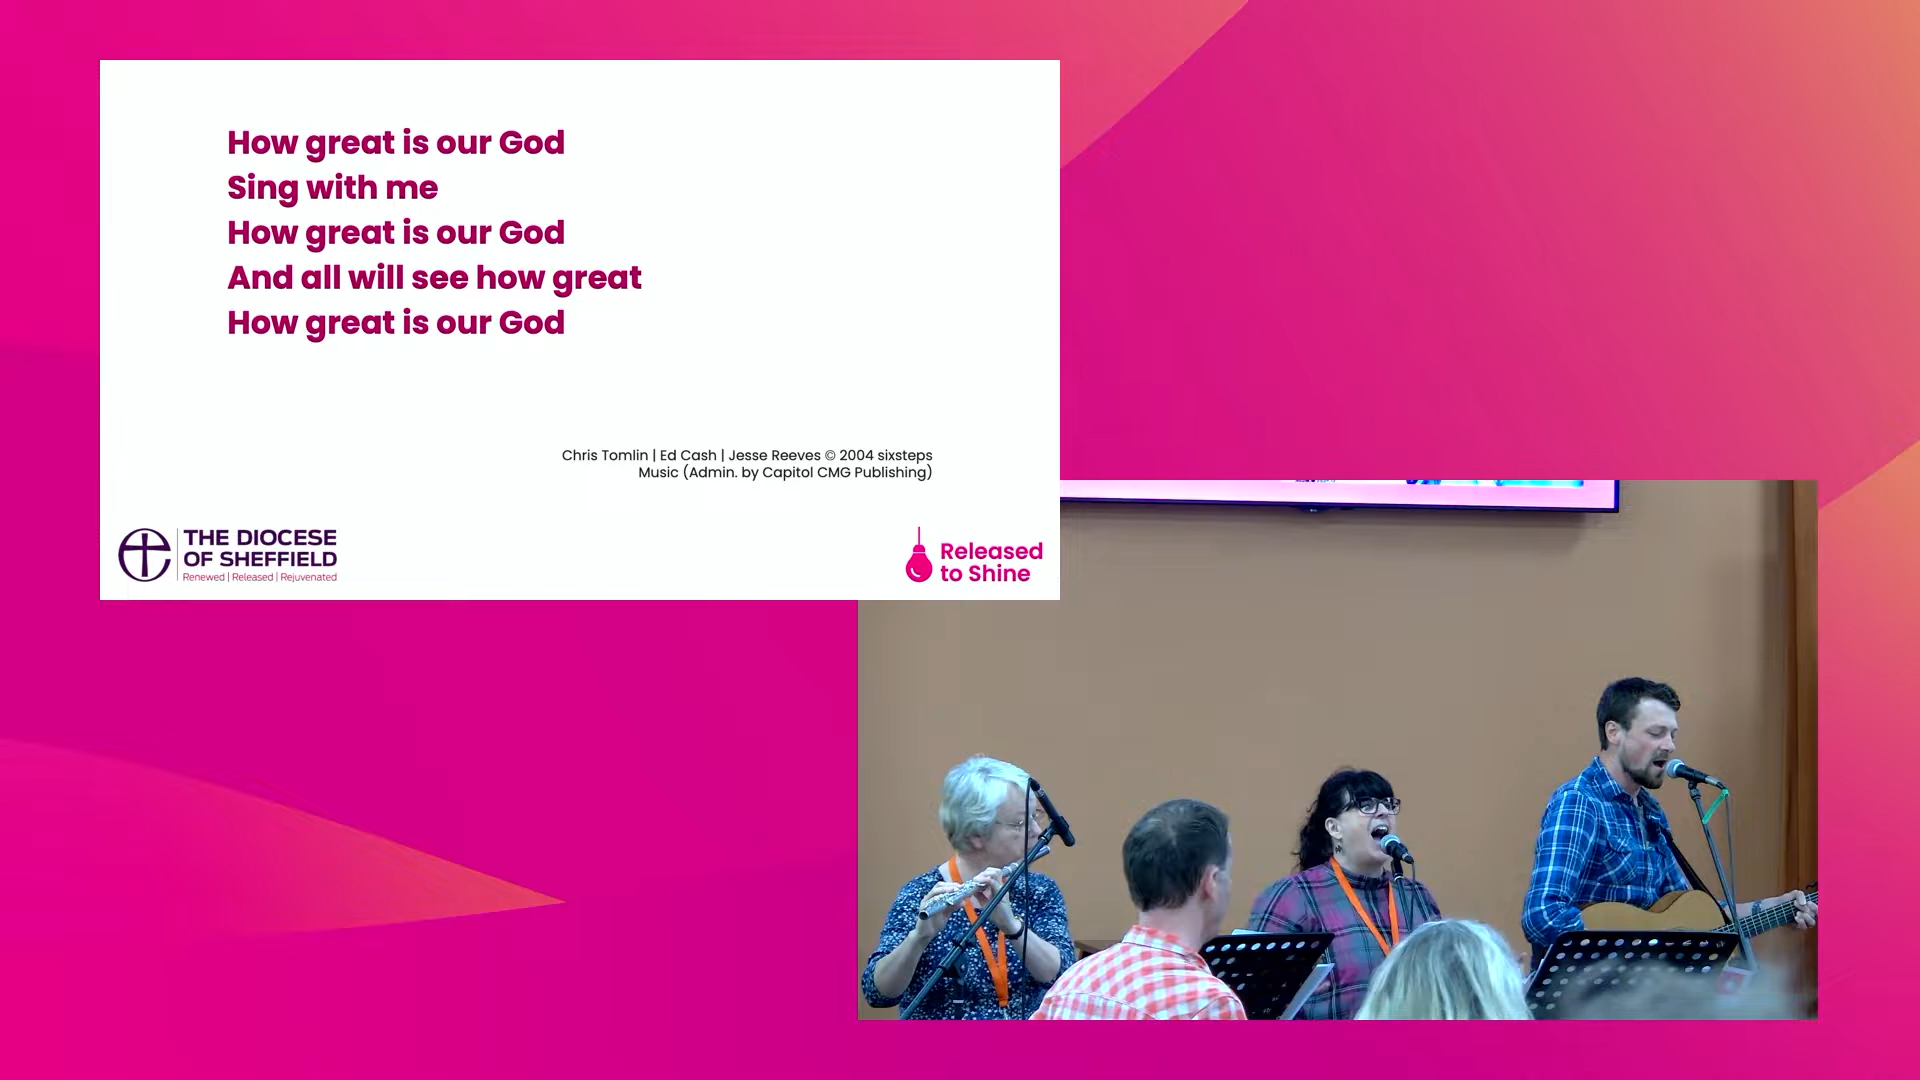 How great is our God
Sing with me
How great is our God
And all will see how great
How great is our God
Chris Tomlin | Ed Cash | Jesse Reeves © 2004 sixsteps
Music (Admin. by Capitol CMG Publishing)
THE DIOCESE
OF SHEFFIELD
Renewed | Released | Rejuvenated
Released
to Shine